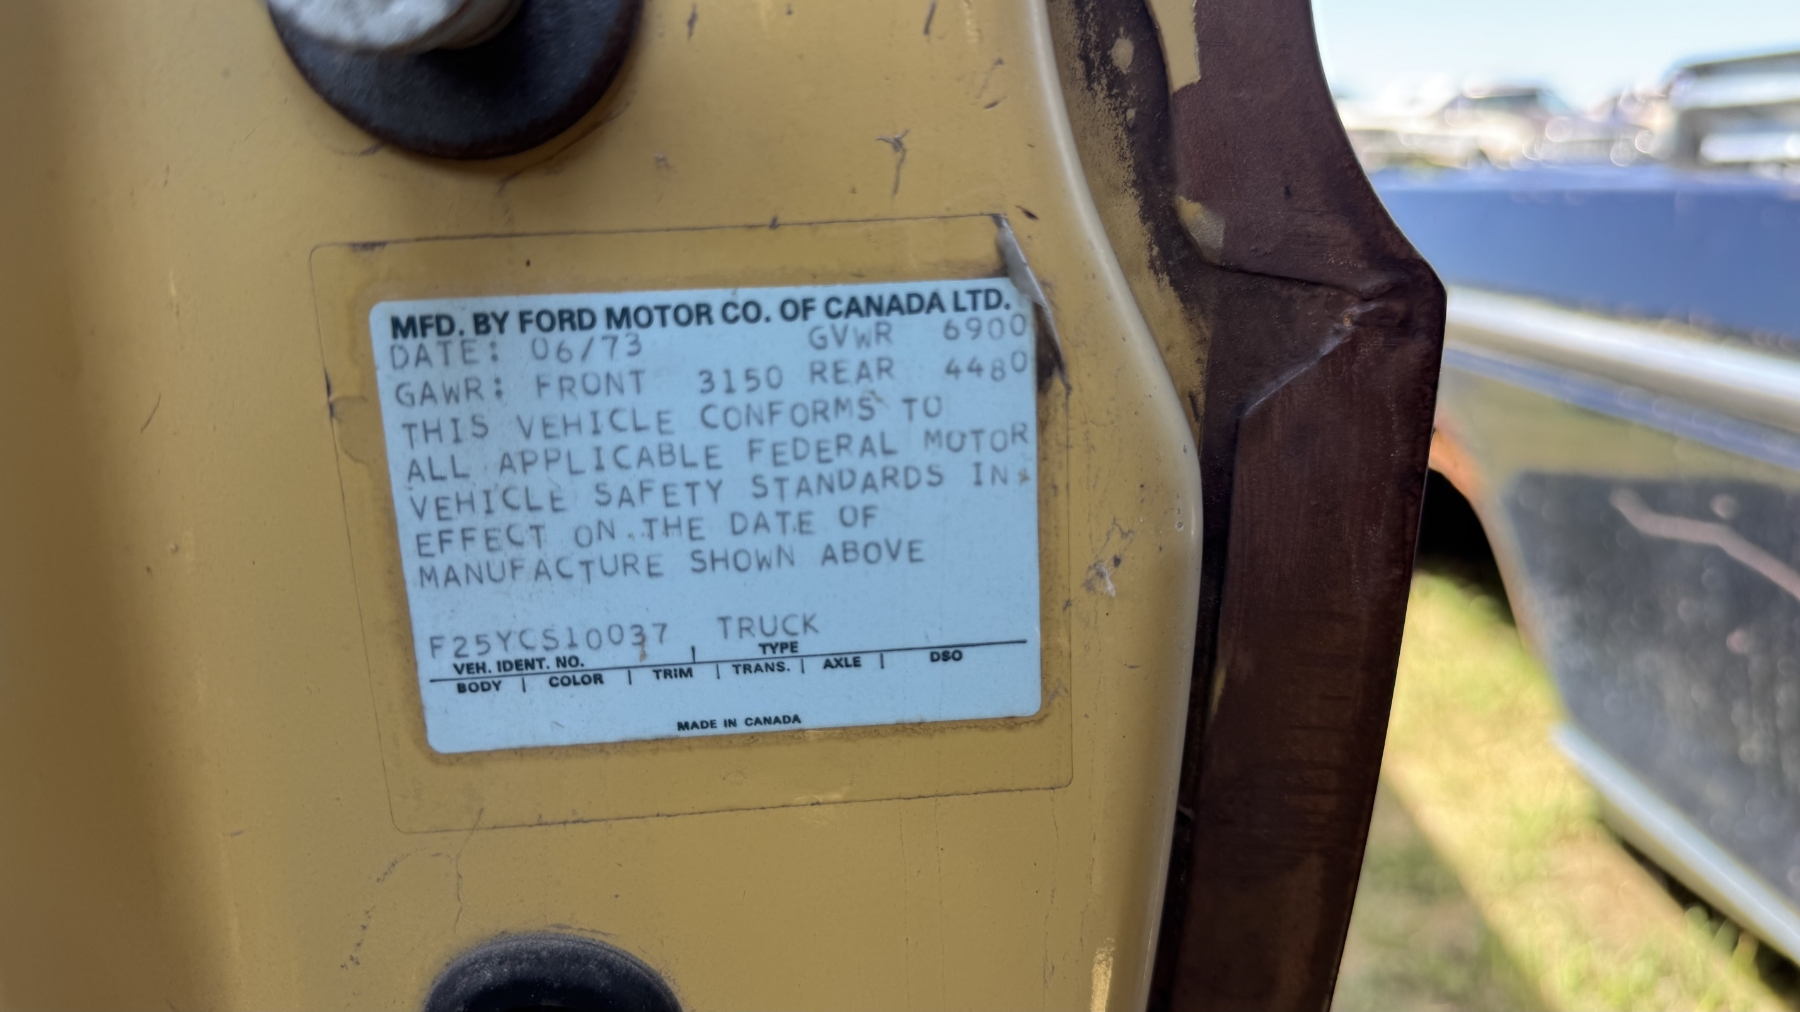 MFD. BY FORD MOTOR CO. OF CANADA LTD.
DATE: 06/73 GVWR 6900
GAWR: FRONT 3150 REAR 4480
THIS VEHICLE CONFORMS TO
ALL APPLICABLE FEDERAL MOTOR
VEHICLE SAFETY STANDARDS IN
EFFECT ON THE DATE OF
MANUFACTURE SHOWN ABOVE
F25YCS10037 TRUCK
VEH. IDENT. NO. | TYPE
BODY | COLOR | TRIM | TRANS. | AXLE | DSO
MADE IN CANADA